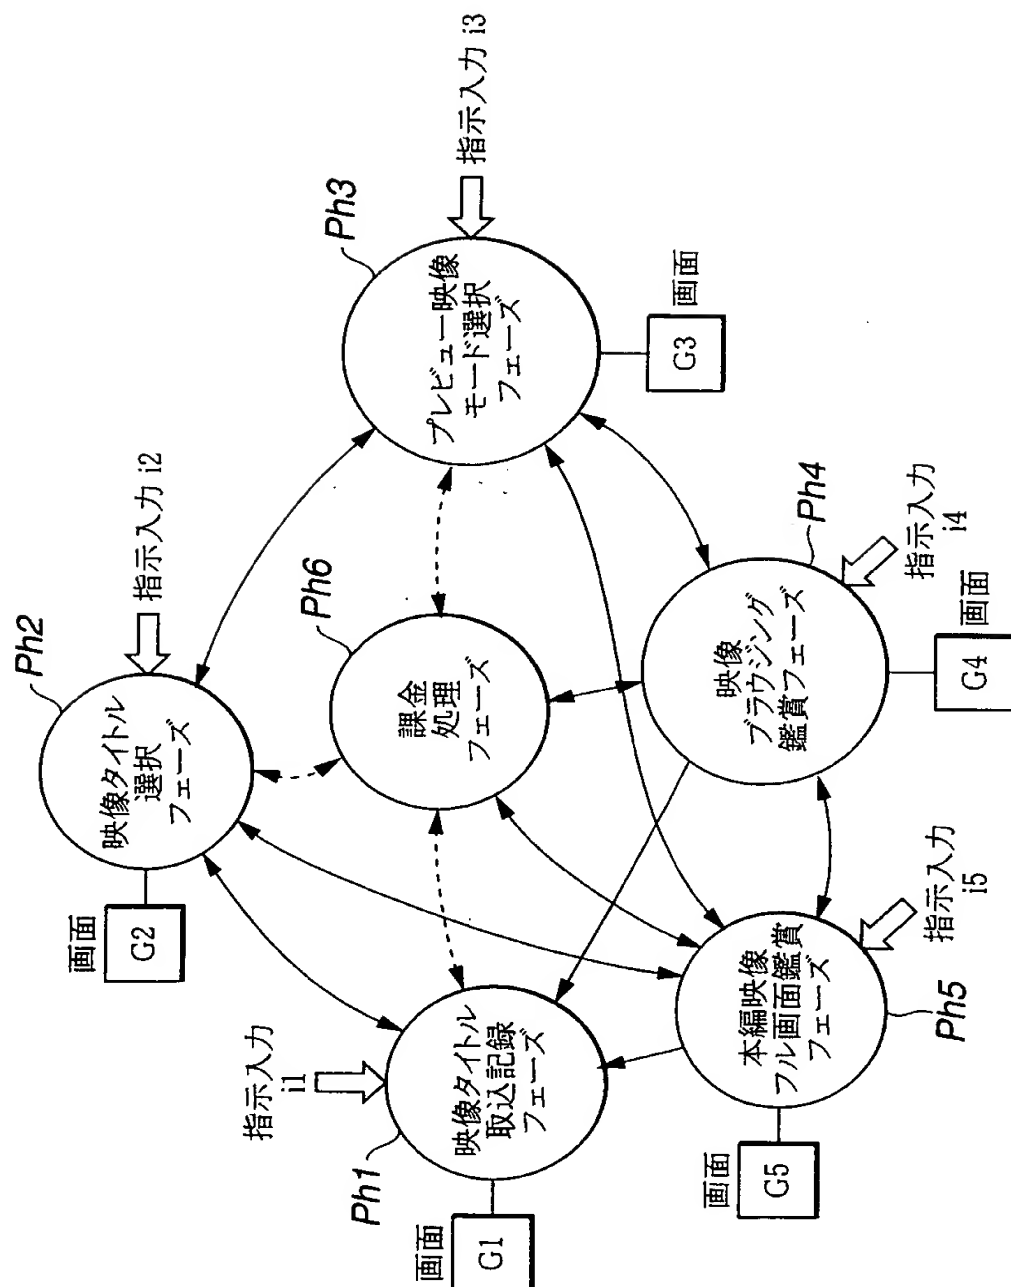 Ph2
指示入力 i2
映像タイトル
選択
フェーズ
画面
G2
Ph3
指示入力 i3
プレビュー映像
モード選択
フェーズ
画面
G3
Ph6
課金
処理
フェーズ
指示入力
i1
Ph1
映像タイトル
取込記録
フェーズ
画面
G1
Ph4
映像
ブラウジング
鑑賞フェーズ
指示入力
i4
画面
G4
本編映像
フル画面鑑賞
フェーズ
Ph5
指示入力
i5
画面
G5